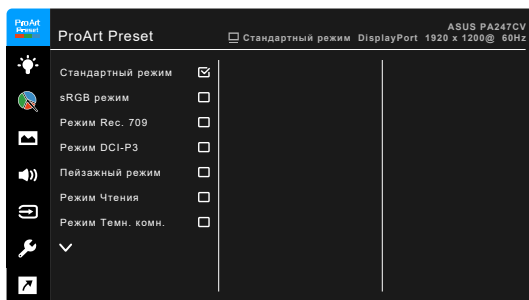 ProArt
Preset
ProArt Preset
ASUS PA247CV
Стандартный режим DisplayPort 1920 x 1200@ 60Hz
Стандартный режим
sRGB режим
Режим Rec. 709
Режим DCI-P3
Пейзажный режим
Режим Чтения
Режим Темн. комн.